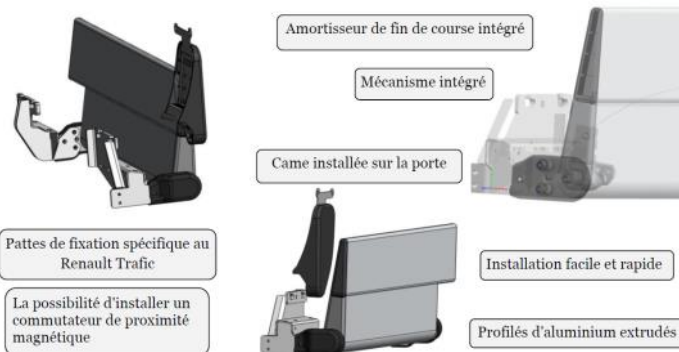 Amortisseur de fin de course intégré
Mécanisme intégré
Came installée sur la porte
Pattes de fixation spécifique au
Renault Trafic
Installation facile et rapide
La possibilité d'installer un
commutateur de proximité
magnétique
Profilés d'aluminium extrudés